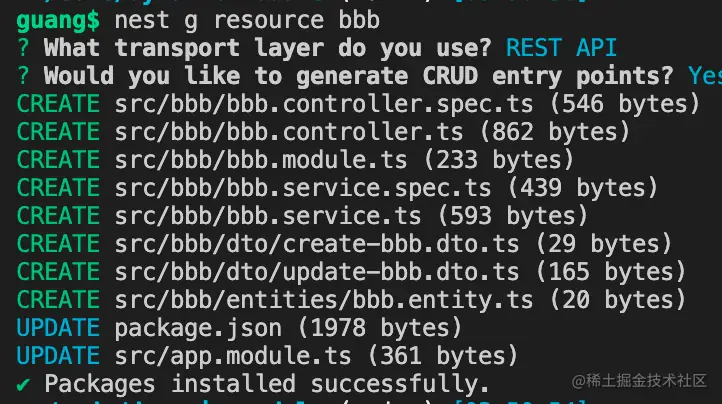 guang$ nest g resource bbb
? What transport layer do you use? REST API
? Would you like to generate CRUD entry points? Yes
CREATE src/bbb/bbb.controller.spec.ts (546 bytes)
CREATE src/bbb/bbb.controller.ts (862 bytes)
CREATE src/bbb/bbb.module.ts (233 bytes)
CREATE src/bbb/bbb.service.spec.ts (439 bytes)
CREATE src/bbb/bbb.service.ts (593 bytes)
CREATE src/bbb/dto/create-bbb.dto.ts (29 bytes)
CREATE src/bbb/dto/update-bbb.dto.ts (165 bytes)
CREATE src/bbb/entities/bbb.entity.ts (20 bytes)
UPDATE package.json (1978 bytes)
UPDATE src/app.module.ts (361 bytes)
✔ Packages installed successfully.
@稀土掘金技术社区